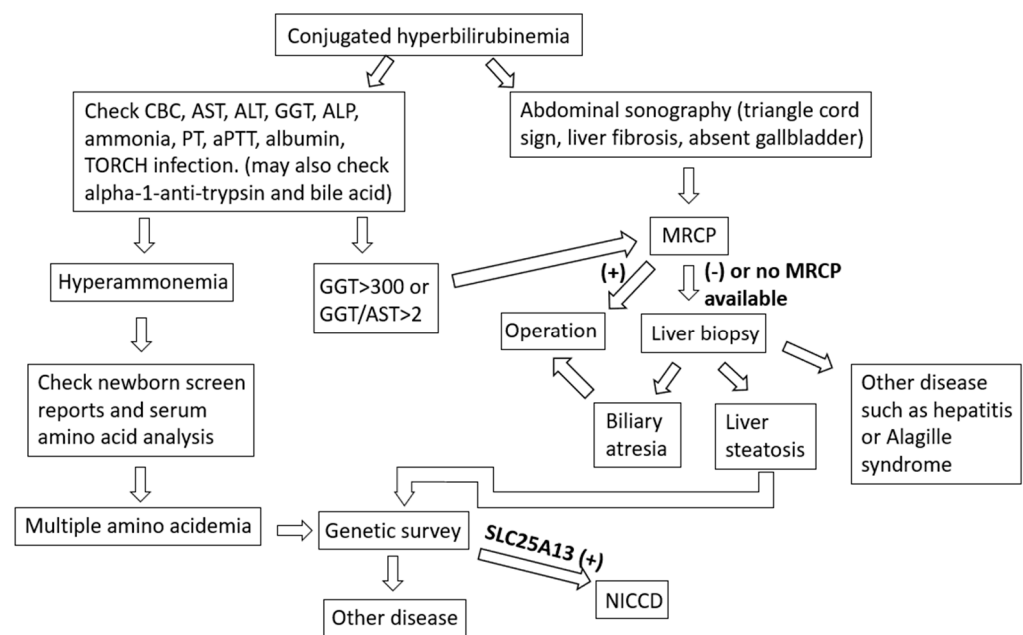 Conjugated hyperbilirubinemia
Check CBC, AST, ALT, GGT, ALP,
ammonia, PT, aPTT, albumin,
TORCH infection. (may also check
alpha-1-anti-trypsin and bile acid)
Abdominal sonography (triangle cord
sign, liver fibrosis, absent gallbladder)
MRCP
Hyperammonemia
GGT>300 or
GGT/AST>2
(+)
(-) or no MRCP
available
Operation
Liver biopsy
Check newborn screen
reports and serum
amino acid analysis
Biliary
atresia
Liver
steatosis
Other disease
such as hepatitis
or Alagille
syndrome
Multiple amino acidemia
Genetic survey
SLC25A13 (+)
NICCD
Other disease